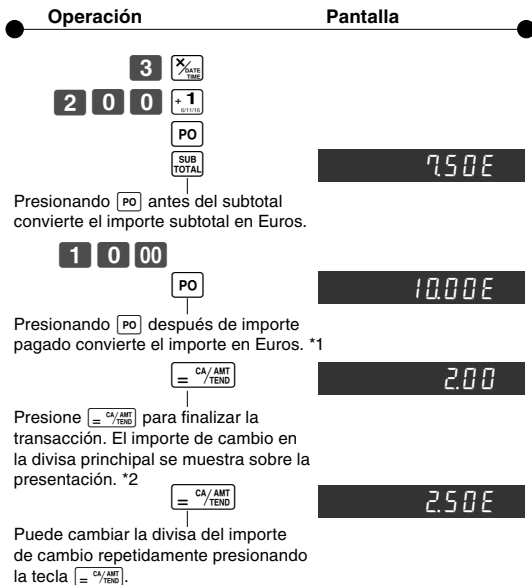 Operación Pantalla
3 ×/DATE TIME
2 0 0 + 1 6/11/16
PO
SUB TOTAL 7.50E
Presionando PO antes del subtotal
convierte el importe subtotal en Euros.
1 0 00
PO 10.00E
Presionando PO después de importe
pagado convierte el importe en Euros. *1
= CA/AMT TEND 2.00
Presione = CA/AMT TEND para finalizar la
transacción. El importe de cambio en
la divisa princhipal se muestra sobre la
presentación. *2
= CA/AMT TEND 2.50E
Puede cambiar la divisa del importe
de cambio repetidamente presionando
la tecla = CA/AMT TEND.